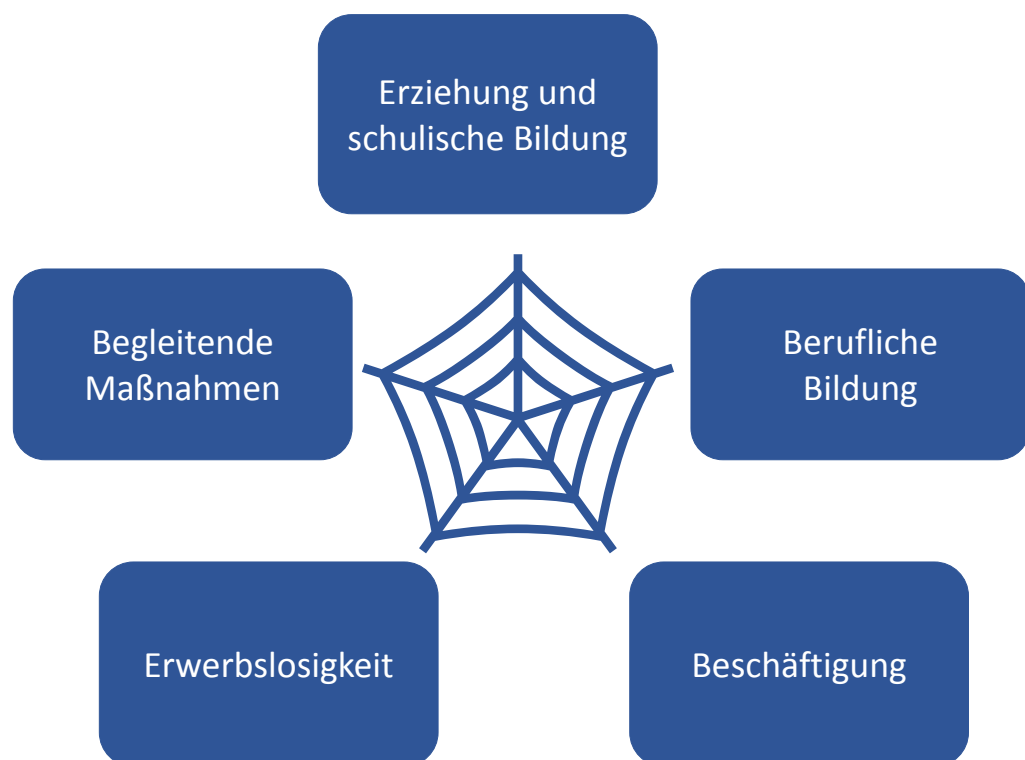 Erziehung und
schulische Bildung
Begleitende
Maßnahmen
Berufliche
Bildung
Erwerbslosigkeit
Beschäftigung